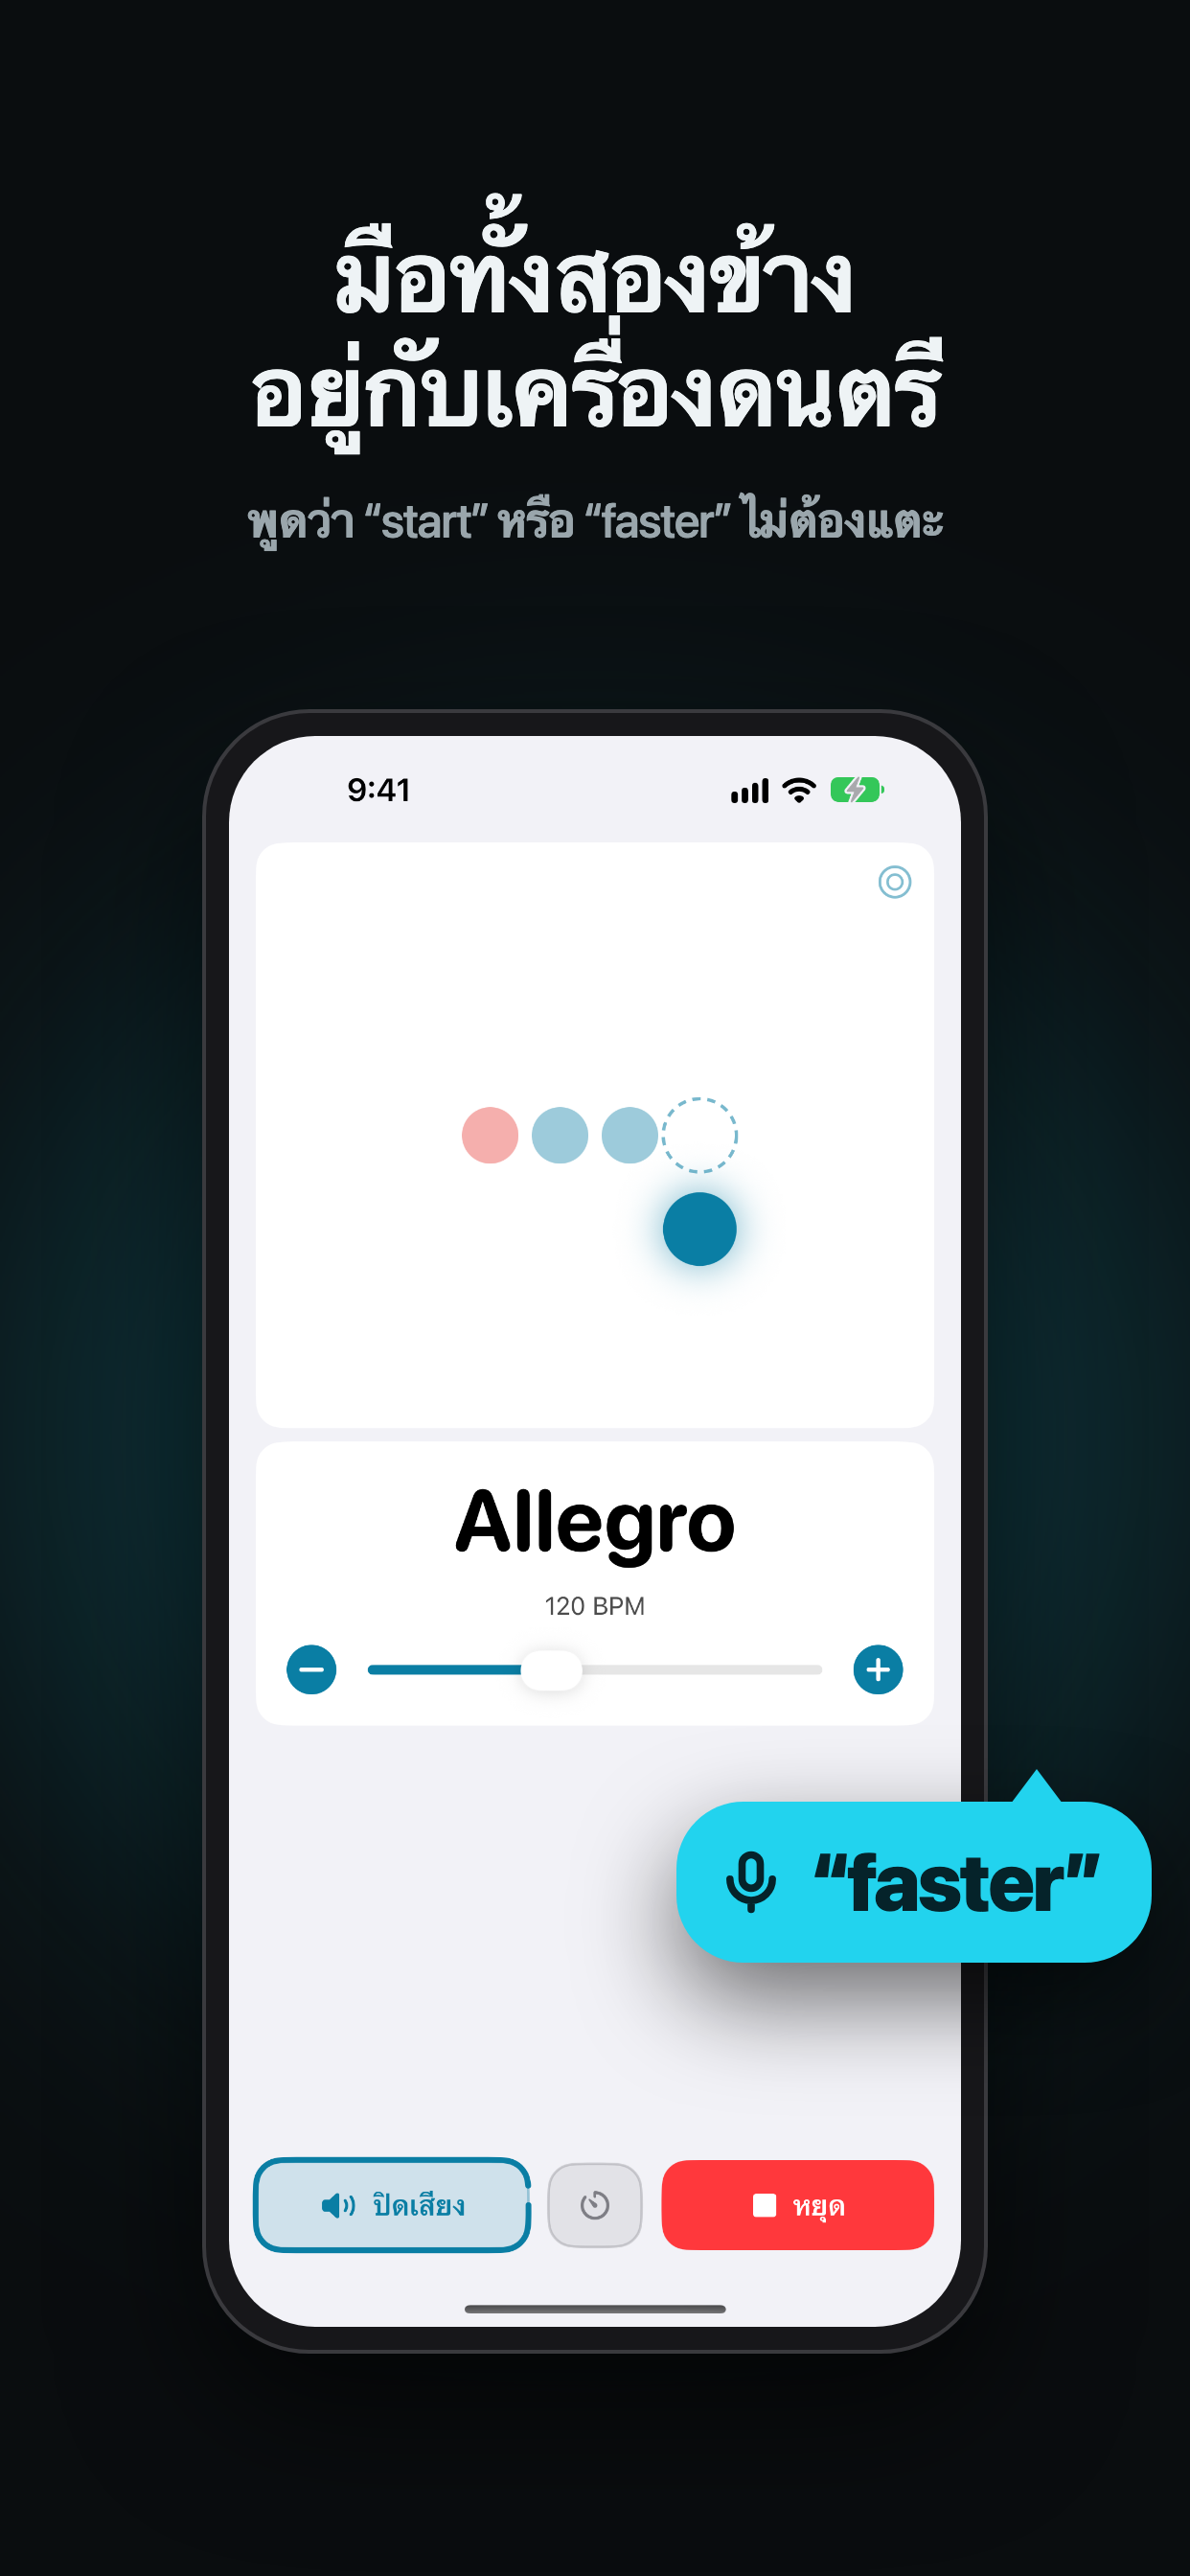 มือทั้งสองข้าง
อยู่กับเครื่องดนตรี
พูดว่า “start” หรือ “faster” ไม่ต้องแตะ
9:41
Allegro
120 BPM
“faster”
ปิดเสียง
หยุด